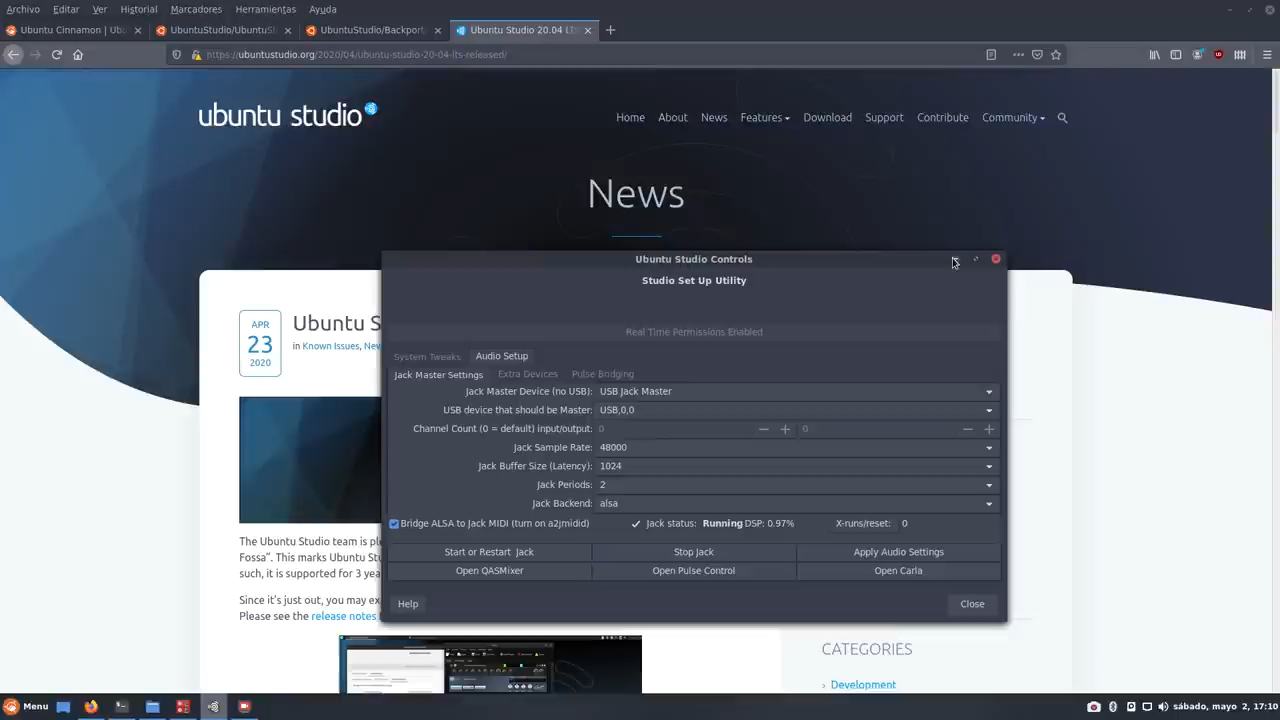 Archivo Editar Ver Historial Marcadores Herramientas Ayuda
Ubuntu Cinnamon | Ub
UbuntuStudio/UbuntuS
UbuntuStudio/Backport
Ubuntu Studio 20.04 LT
https://ubuntustudio.org/2020/04/ubuntu-studio-20-04-lts-released/
ubuntu studio
Home About News Features Download Support Contribute Community
News
Ubuntu Studio Controls
Studio Set Up Utility
APR
23
2020
Ubuntu S
in Known Issues, New
Real Time Permissions Enabled
System Tweaks Audio Setup
Jack Master Settings Extra Devices Pulse Bridging
Jack Master Device (no USB): USB Jack Master
USB device that should be Master: USB,0,0
Channel Count (0 = default) input/output: 0 0
Jack Sample Rate: 48000
Jack Buffer Size (Latency): 1024
Jack Periods: 2
Jack Backend: alsa
Bridge ALSA to Jack MIDI (turn on a2jmidid) Jack status: Running DSP: 0.97% X-runs/reset: 0
Start or Restart Jack Stop Jack Apply Audio Settings
Open QASMixer Open Pulse Control Open Carla
Help Close
The Ubuntu Studio team is pl
Fossa”. This marks Ubuntu Stu
such, it is supported for 3 yea
Since it’s just out, you may ex
Please see the release notes
CATEGORIES
Development
Menu
sábado, mayo 2, 17:10